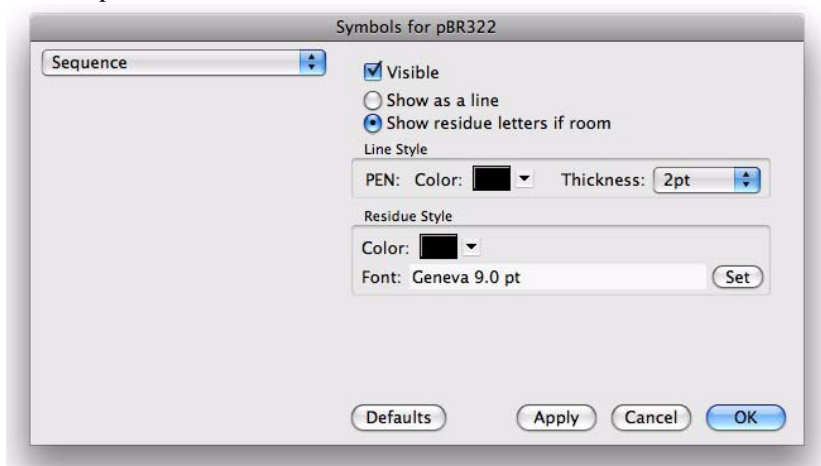 Symbols for pBR322
Sequence
Visible
Show as a line
Show residue letters if room
Line Style
PEN: Color: Thickness: 2pt
Residue Style
Color:
Font: Geneva 9.0 pt Set
Defaults Apply Cancel OK